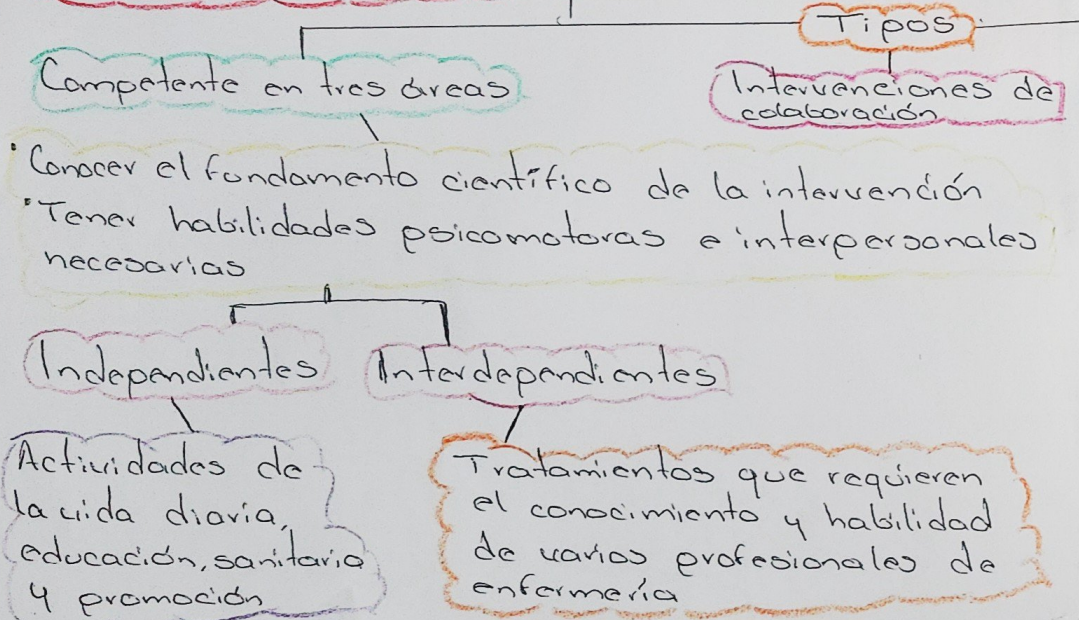 Tipos
Competente en tres áreas
Intervenciones de
colaboración
Conocer el fundamento científico de la intervención
Tener habilidades psicomotoras e interpersonales
necesarias
Independientes
Interdependientes
Actividades de
la vida diaria,
educación, sanitaria
y promoción
Tratamientos que requieren
el conocimiento y habilidad
de varios profesionales de
enfermería